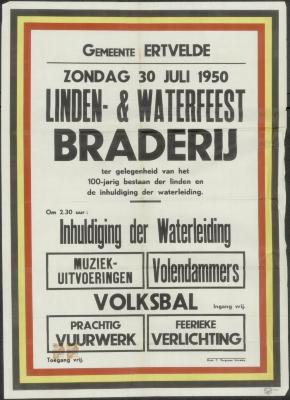 GEMEENTE ERTVELDE
ZONDAG 30 JULI 1950
LINDEN- & WATERFEEST
BRADERIJ
ter gelegenheid van het
100-jarig bestaan der linden en
de inhuldiging der waterleiding.
Om 2.30 uur:
Inhuldiging der Waterleiding
MUZIEK-
UITVOERINGEN
Volendammers
VOLKSBAL Ingang vrij.
PRACHTIG
VUURWERK
FEERIEKE
VERLICHTING
Toegang vrij.